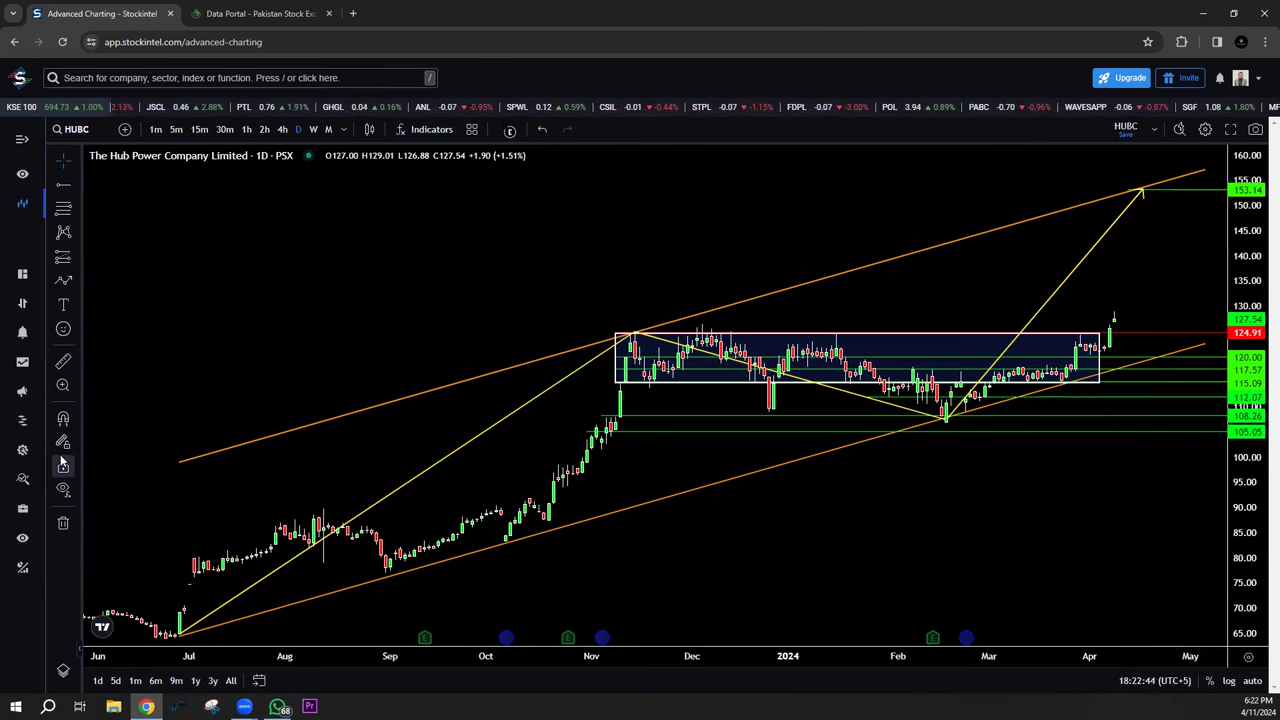 Advanced Charting - Stockintel
Data Portal - Pakistan Stock Exc
app.stockintel.com/advanced-charting
Search for company, sector, index or function. Press / or click here.
/
Upgrade
Invite
KSE 100 694.73 ▲ 1.00% 2.13% JSCL 0.46 ▲ 2.88% PTL 0.76 ▲ 1.91% GHGL 0.04 ▲ 0.16% ANL -0.07 ▼ -0.95% SPWL 0.12 ▲ 0.59% CSIL -0.01 ▼ -0.44% STPL -0.07 ▼ -1.15% FDPL -0.07 ▼ -3.00% POL 3.94 ▲ 0.89% PABC -0.70 ▼ -0.96% WAVESAPP -0.06 ▼ -0.87% SGF 1.08 ▲ 1.80%
HUBC 1m 5m 15m 30m 1h 2h 4h D W M Indicators E HUBC
Save
The Hub Power Company Limited · 1D · PSX O127.00 H129.01 L126.88 C127.54 +1.90 (+1.51%)
160.00
155.00
153.14
150.00
145.00
140.00
135.00
130.00
127.54
124.91
120.00
117.57
115.09
112.07
110.00
108.26
105.05
100.00
95.00
90.00
85.00
80.00
75.00
70.00
65.00
E E E
Jun Jul Aug Sep Oct Nov Dec 2024 Feb Mar Apr May
1d 5d 1m 6m 9m 1y 3y All 18:22:44 (UTC+5) % log auto
zoom 68 Pr
6:22 PM
4/11/2024